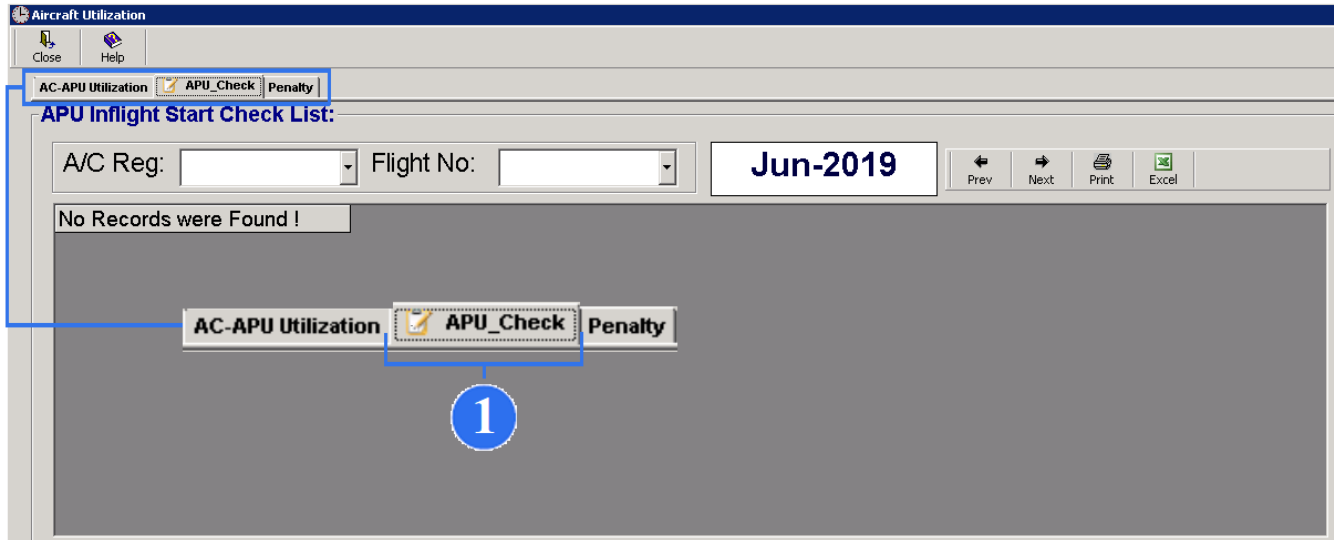 Aircraft Utilization
Close Help
AC-APU Utilization APU_Check Penalty
APU Inflight Start Check List:
A/C Reg: Flight No: Jun-2019 Prev Next Print Excel
No Records were Found !
AC-APU Utilization APU_Check Penalty
1